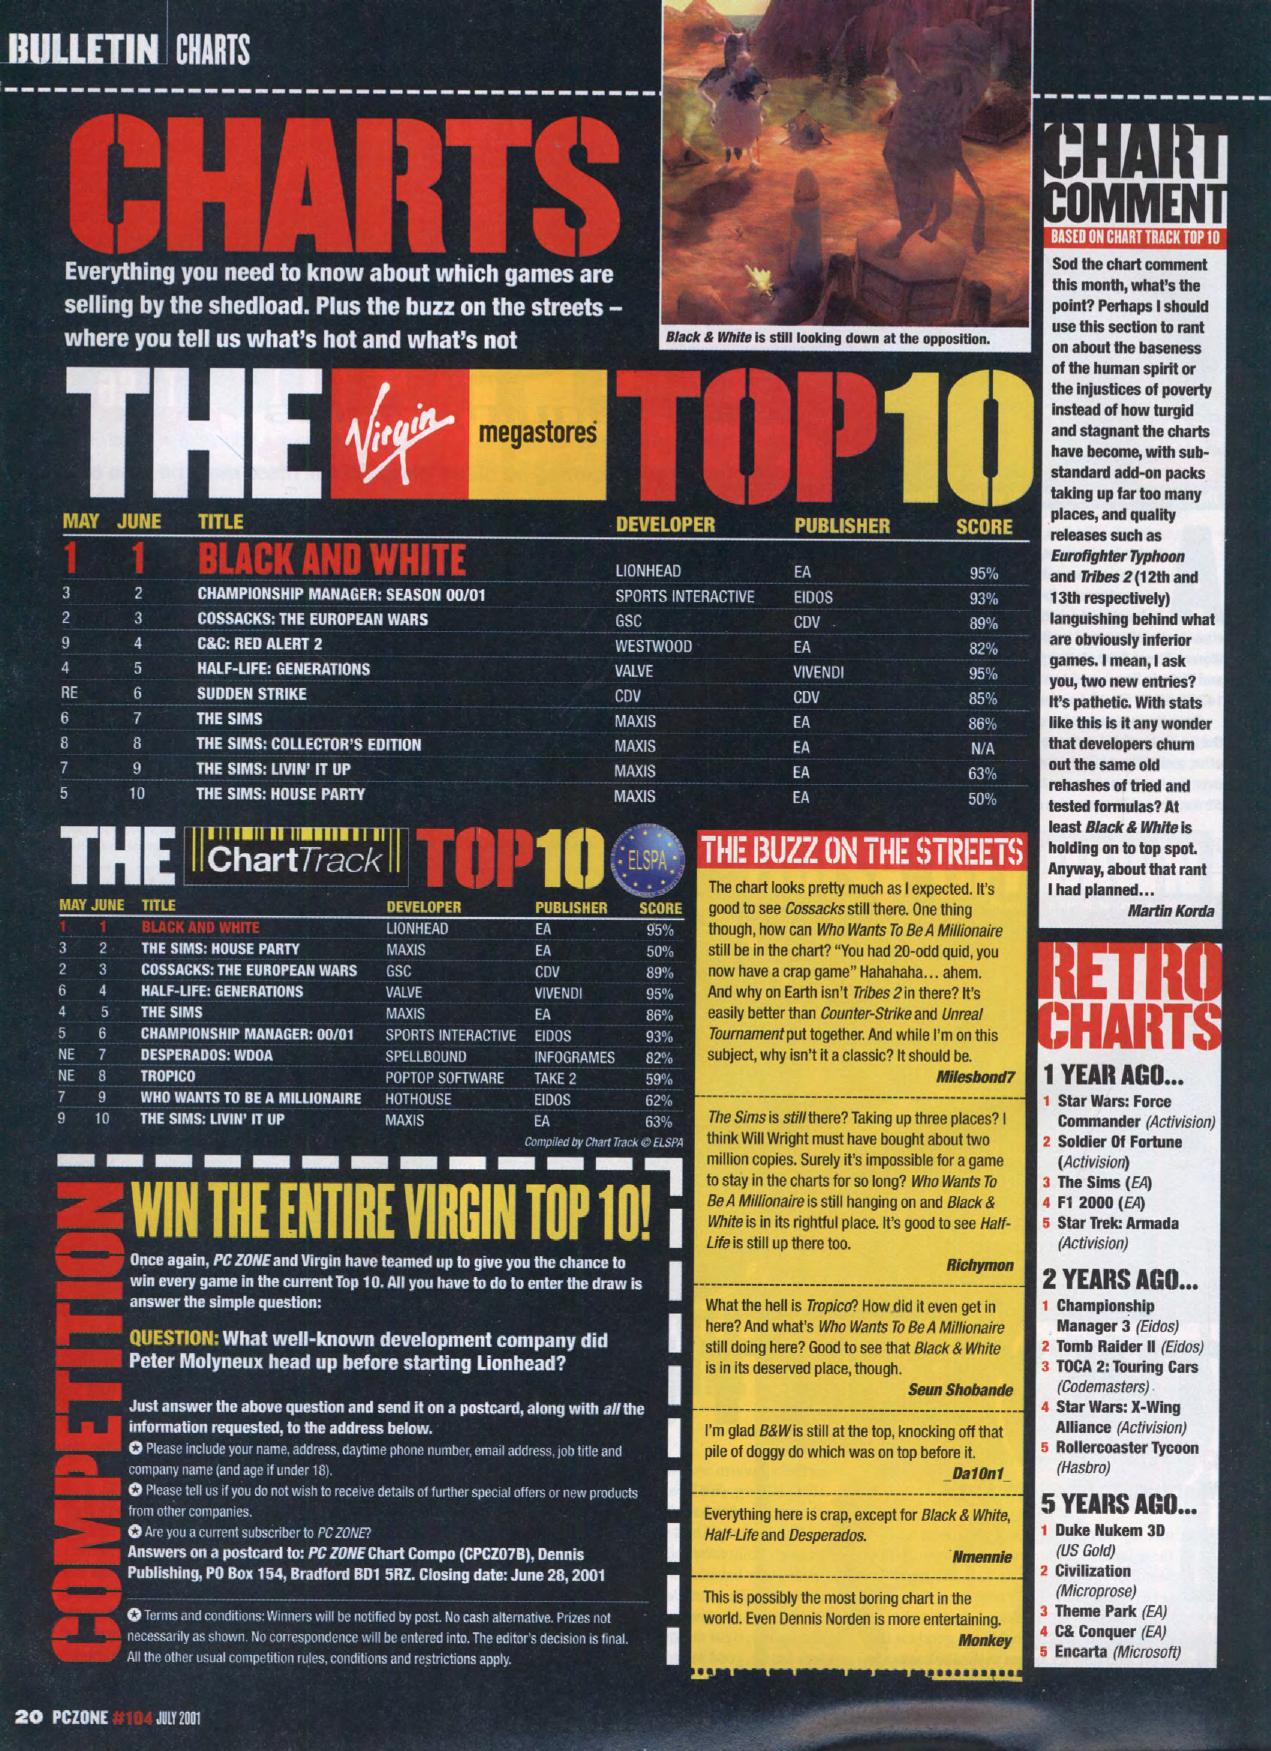 BULLETIN CHARTS
CHARTS
Everything you need to know about which games are
selling by the shedload. Plus the buzz on the streets –
where you tell us what's hot and what's not
Black & White is still looking down at the opposition.
THE Virgin megastores TOP10
MAY JUNE TITLE DEVELOPER PUBLISHER SCORE
1 1 BLACK AND WHITE LIONHEAD EA 95%
3 2 CHAMPIONSHIP MANAGER: SEASON 00/01 SPORTS INTERACTIVE EIDOS 93%
2 3 COSSACKS: THE EUROPEAN WARS GSC CDV 89%
9 4 C&C: RED ALERT 2 WESTWOOD EA 82%
4 5 HALF-LIFE: GENERATIONS VALVE VIVENDI 95%
RE 6 SUDDEN STRIKE CDV CDV 85%
6 7 THE SIMS MAXIS EA 86%
8 8 THE SIMS: COLLECTOR'S EDITION MAXIS EA N/A
7 9 THE SIMS: LIVIN' IT UP MAXIS EA 63%
5 10 THE SIMS: HOUSE PARTY MAXIS EA 50%
THE ChartTrack TOP10 ELSPA
MAY JUNE TITLE DEVELOPER PUBLISHER SCORE
1 1 BLACK AND WHITE LIONHEAD EA 95%
3 2 THE SIMS: HOUSE PARTY MAXIS EA 50%
2 3 COSSACKS: THE EUROPEAN WARS GSC CDV 89%
6 4 HALF-LIFE: GENERATIONS VALVE VIVENDI 95%
4 5 THE SIMS MAXIS EA 86%
5 6 CHAMPIONSHIP MANAGER: 00/01 SPORTS INTERACTIVE EIDOS 93%
NE 7 DESPERADOS: WDOA SPELLBOUND INFOGRAMES 82%
NE 8 TROPICO POPTOP SOFTWARE TAKE 2 59%
7 9 WHO WANTS TO BE A MILLIONAIRE HOTHOUSE EIDOS 62%
9 10 THE SIMS: LIVIN' IT UP MAXIS EA 63%
Compiled by Chart Track © ELSPA
COMPETITION
WIN THE ENTIRE VIRGIN TOP 10!
Once again, PC ZONE and Virgin have teamed up to give you the chance to
win every game in the current Top 10. All you have to do to enter the draw is
answer the simple question:
QUESTION: What well-known development company did
Peter Molyneux head up before starting Lionhead?
Just answer the above question and send it on a postcard, along with all the
information requested, to the address below.
✪ Please include your name, address, daytime phone number, email address, job title and
company name (and age if under 18).
✪ Please tell us if you do not wish to receive details of further special offers or new products
from other companies.
✪ Are you a current subscriber to PC ZONE?
Answers on a postcard to: PC ZONE Chart Compo (CPCZ07B), Dennis
Publishing, PO Box 154, Bradford BD1 5RZ. Closing date: June 28, 2001
✪ Terms and conditions: Winners will be notified by post. No cash alternative. Prizes not
necessarily as shown. No correspondence will be entered into. The editor's decision is final.
All the other usual competition rules, conditions and restrictions apply.
THE BUZZ ON THE STREETS
The chart looks pretty much as I expected. It's
good to see Cossacks still there. One thing
though, how can Who Wants To Be A Millionaire
still be in the chart? "You had 20-odd quid, you
now have a crap game" Hahahaha... ahem.
And why on Earth isn't Tribes 2 in there? It's
easily better than Counter-Strike and Unreal
Tournament put together. And while I'm on this
subject, why isn't it a classic? It should be.
Milesbond7
The Sims is still there? Taking up three places? I
think Will Wright must have bought about two
million copies. Surely it's impossible for a game
to stay in the charts for so long? Who Wants To
Be A Millionaire is still hanging on and Black &
White is in its rightful place. It's good to see Half-
Life is still up there too.
Richymon
What the hell is Tropico? How did it even get in
here? And what's Who Wants To Be A Millionaire
still doing here? Good to see that Black & White
is in its deserved place, though.
Seun Shobande
I'm glad B&W is still at the top, knocking off that
pile of doggy do which was on top before it.
_Da10n1_
Everything here is crap, except for Black & White,
Half-Life and Desperados.
Nmennie
This is possibly the most boring chart in the
world. Even Dennis Norden is more entertaining.
Monkey
CHART
COMMENT
BASED ON CHART TRACK TOP 10
Sod the chart comment
this month, what's the
point? Perhaps I should
use this section to rant
on about the baseness
of the human spirit or
the injustices of poverty
instead of how turgid
and stagnant the charts
have become, with sub-
standard add-on packs
taking up far too many
places, and quality
releases such as
Eurofighter Typhoon
and Tribes 2 (12th and
13th respectively)
languishing behind what
are obviously inferior
games. I mean, I ask
you, two new entries?
It's pathetic. With stats
like this is it any wonder
that developers churn
out the same old
rehashes of tried and
tested formulas? At
least Black & White is
holding on to top spot.
Anyway, about that rant
I had planned...
Martin Korda
RETRO
CHARTS
1 YEAR AGO...
1 Star Wars: Force
Commander (Activision)
2 Soldier Of Fortune
(Activision)
3 The Sims (EA)
4 F1 2000 (EA)
5 Star Trek: Armada
(Activision)
2 YEARS AGO...
1 Championship
Manager 3 (Eidos)
2 Tomb Raider II (Eidos)
3 TOCA 2: Touring Cars
(Codemasters)
4 Star Wars: X-Wing
Alliance (Activision)
5 Rollercoaster Tycoon
(Hasbro)
5 YEARS AGO...
1 Duke Nukem 3D
(US Gold)
2 Civilization
(Microprose)
3 Theme Park (EA)
4 C& Conquer (EA)
5 Encarta (Microsoft)
20 PCZONE #104 JULY 2001